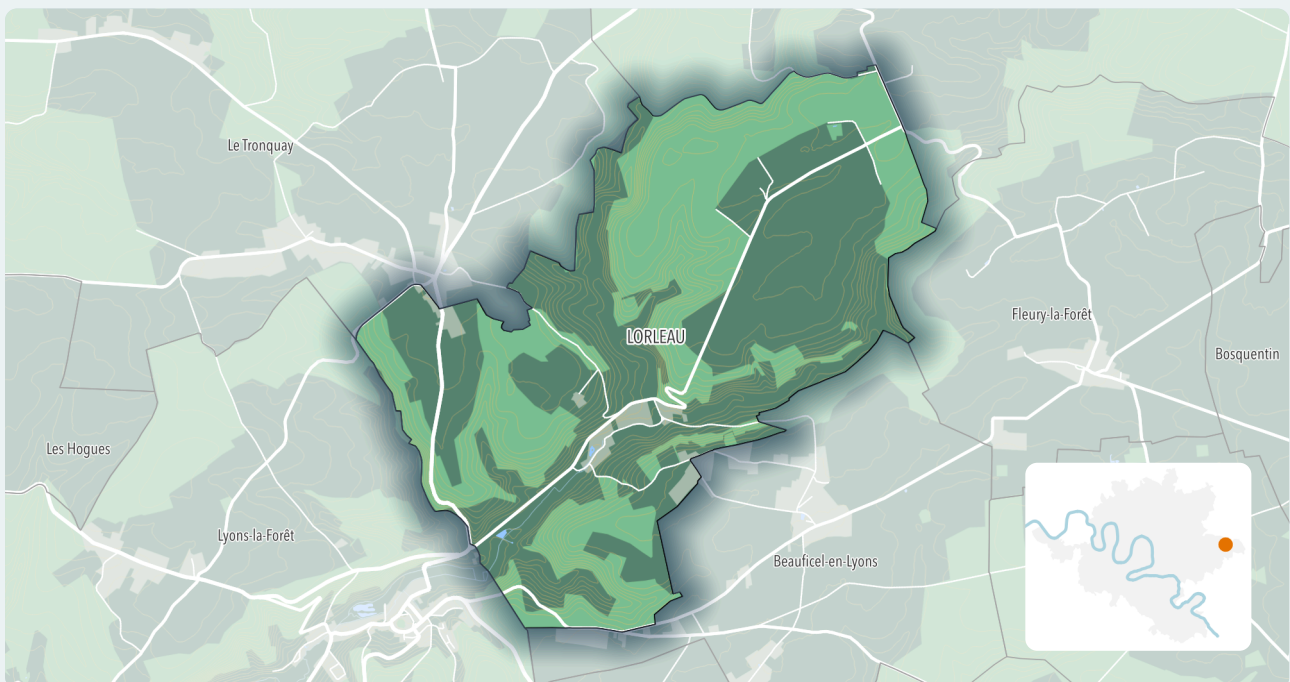 Le Tronquay
Fleury-la-Forêt
LORLEAU
Bosquentin
Les Hogues
Lyons-la-Forêt
Beauficel-en-Lyons